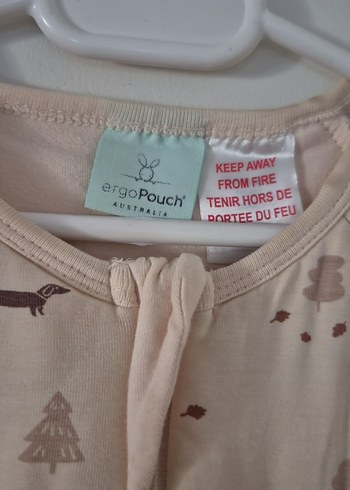 ergoPouch®
AUSTRALIA
KEEP AWAY
FROM FIRE
TENIR HORS DE
PORTEE DU FEU